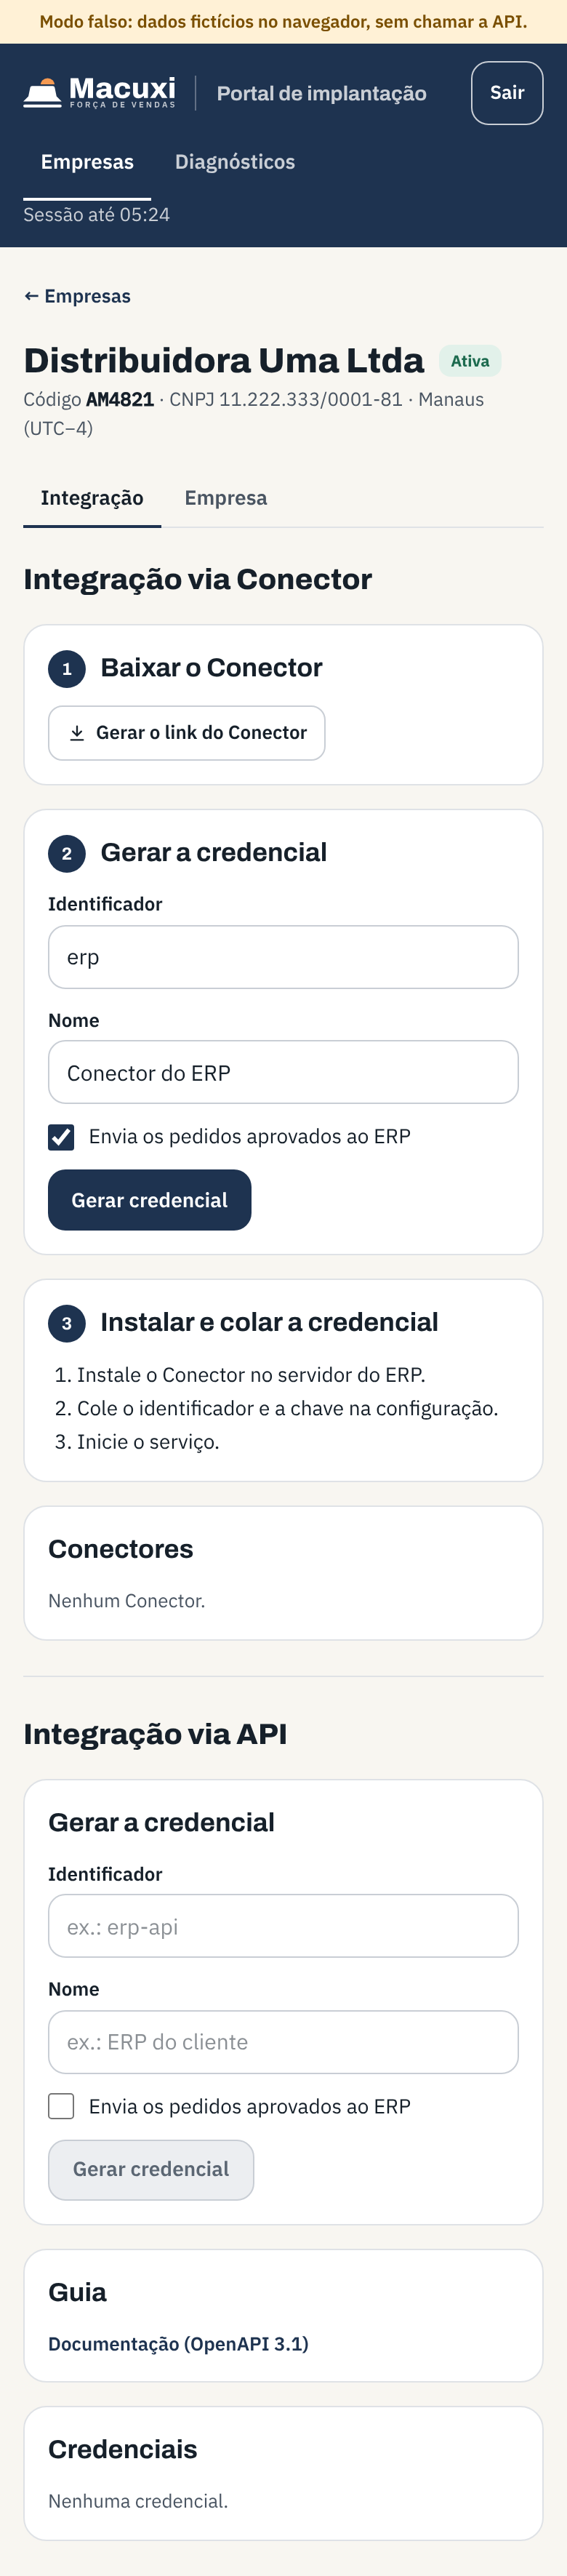 Modo falso: dados fictícios no navegador, sem chamar a API.
Macuxi
FORÇA DE VENDAS
Portal de implantação
Sair
Empresas
Diagnósticos
Sessão até 05:24
← Empresas
Distribuidora Uma Ltda
Ativa
Código AM4821 · CNPJ 11.222.333/0001-81 · Manaus
(UTC−4)
Integração
Empresa
Integração via Conector
1 Baixar o Conector
Gerar o link do Conector
2 Gerar a credencial
Identificador
erp
Nome
Conector do ERP
Envia os pedidos aprovados ao ERP
Gerar credencial
3 Instalar e colar a credencial
1. Instale o Conector no servidor do ERP.
2. Cole o identificador e a chave na configuração.
3. Inicie o serviço.
Conectores
Nenhum Conector.
Integração via API
Gerar a credencial
Identificador
ex.: erp-api
Nome
ex.: ERP do cliente
Envia os pedidos aprovados ao ERP
Gerar credencial
Guia
Documentação (OpenAPI 3.1)
Credenciais
Nenhuma credencial.